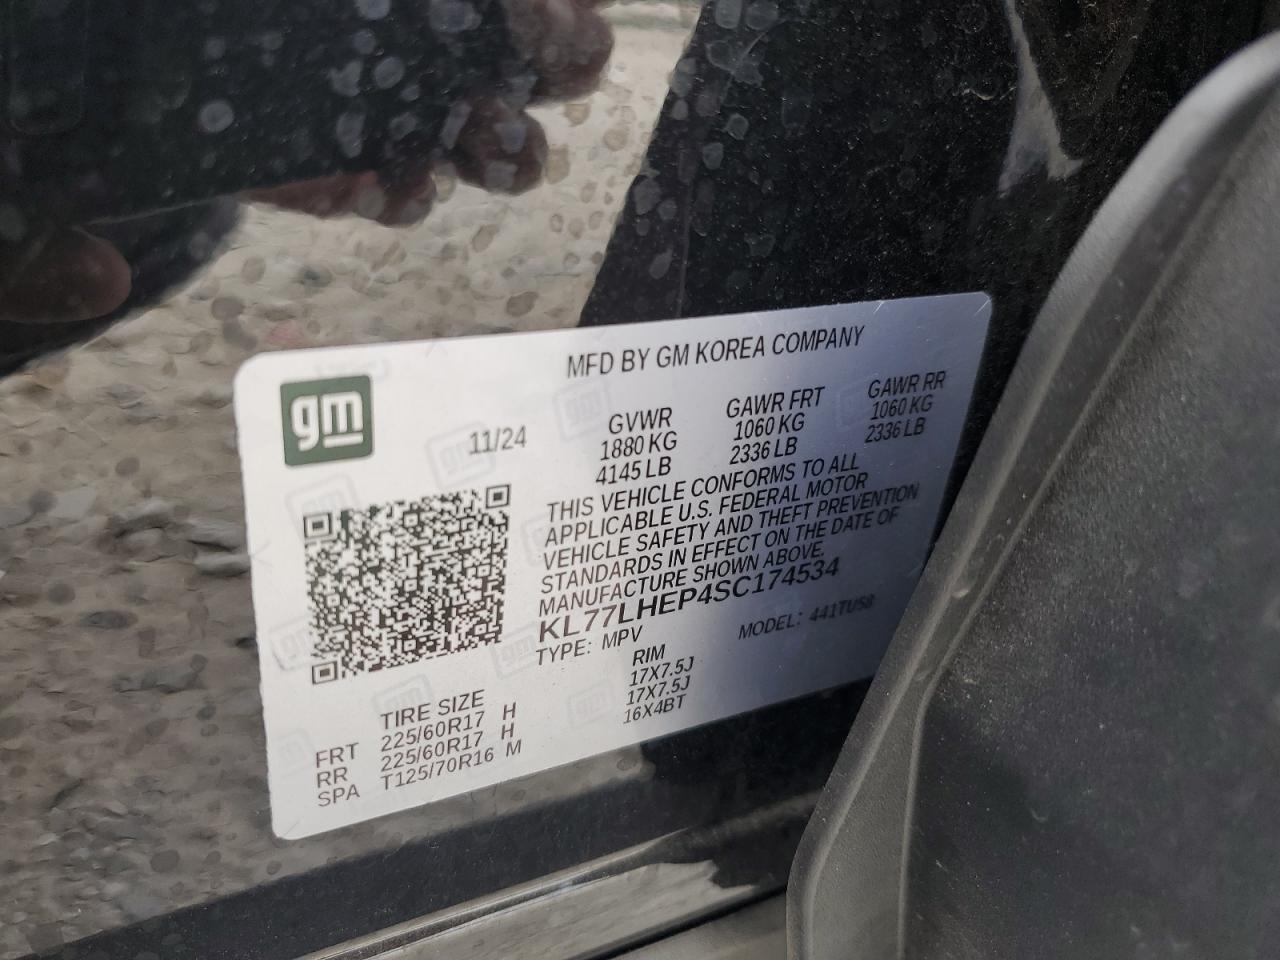 MFD BY GM KOREA COMPANY
gm
11/24
GVWR GAWR FRT GAWR RR
1880 KG 1060 KG 1060 KG
4145 LB 2336 LB 2336 LB
THIS VEHICLE CONFORMS TO ALL
APPLICABLE U.S. FEDERAL MOTOR
VEHICLE SAFETY AND THEFT PREVENTION
STANDARDS IN EFFECT ON THE DATE OF
MANUFACTURE SHOWN ABOVE.
KL77LHEP4SC174534
TYPE: MPV MODEL: 441TUS8
TIRE SIZE RIM
FRT 225/60R17 H 17X7.5J
RR 225/60R17 H 17X7.5J
SPA T125/70R16 M 16X4BT